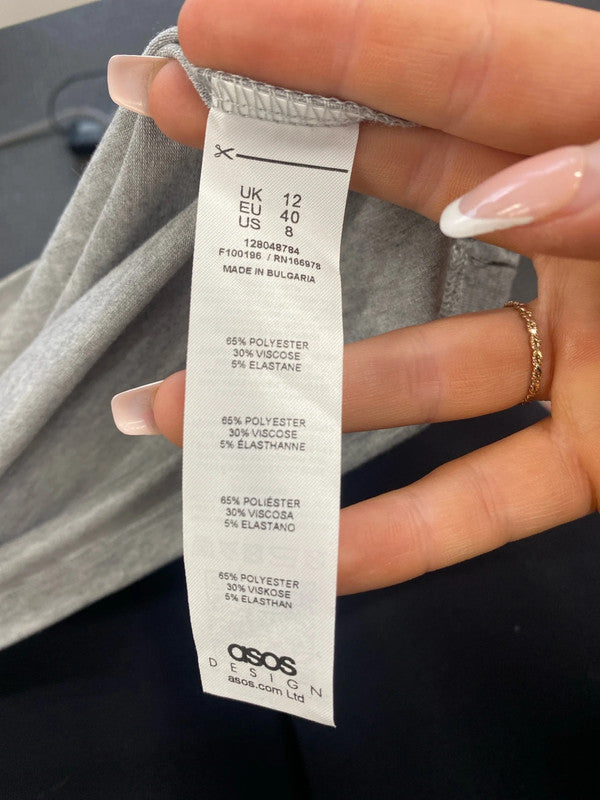 UK 12
EU 40
US 8
128048784
F100196 / RN166978
MADE IN BULGARIA
65% POLYESTER
30% VISCOSE
5% ELASTANE
65% POLYESTER
30% VISCOSE
5% ÉLASTHANNE
65% POLIÉSTER
30% VISCOSA
5% ELASTANO
65% POLYESTER
30% VISKOSE
5% ELASTHAN
asos
DESIGN
asos.com Ltd